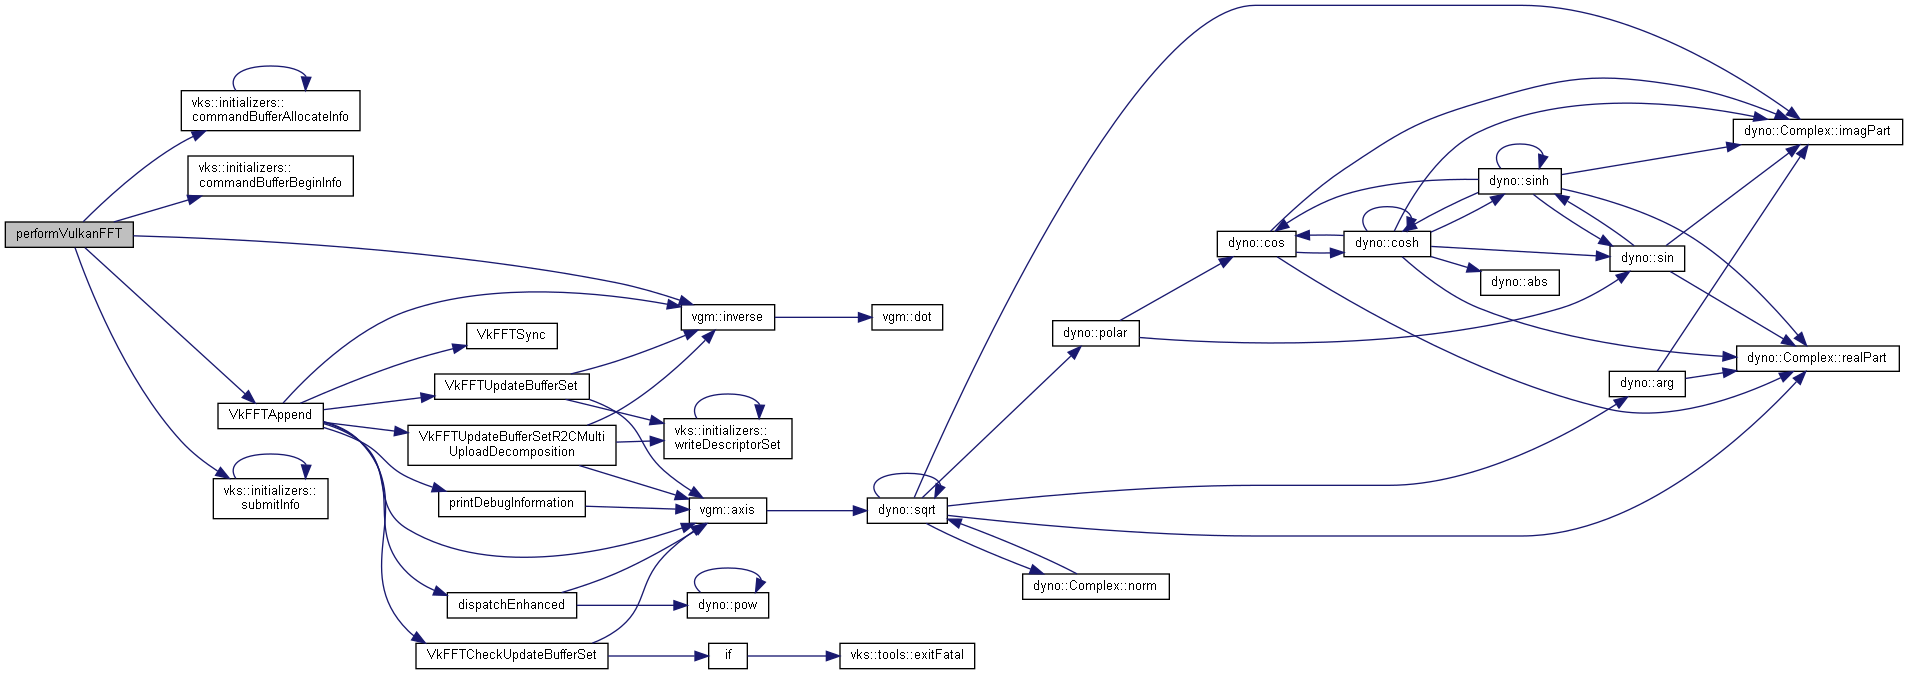 performVulkanFFT
vks::initializers::
commandBufferAllocateInfo
vks::initializers::
commandBufferBeginInfo
VkFFTAppend
vks::initializers::
submitInfo
VkFFTSync
VkFFTUpdateBufferSet
VkFFTUpdateBufferSetR2CMulti
UploadDecomposition
printDebugInformation
dispatchEnhanced
VkFFTCheckUpdateBufferSet
vgm::inverse
vks::initializers::
writeDescriptorSet
vgm::axis
dyno::pow
if
vgm::dot
dyno::sqrt
vks::tools::exitFatal
dyno::polar
dyno::Complex::norm
dyno::cos
dyno::cosh
dyno::sinh
dyno::abs
dyno::sin
dyno::arg
dyno::Complex::imagPart
dyno::Complex::realPart